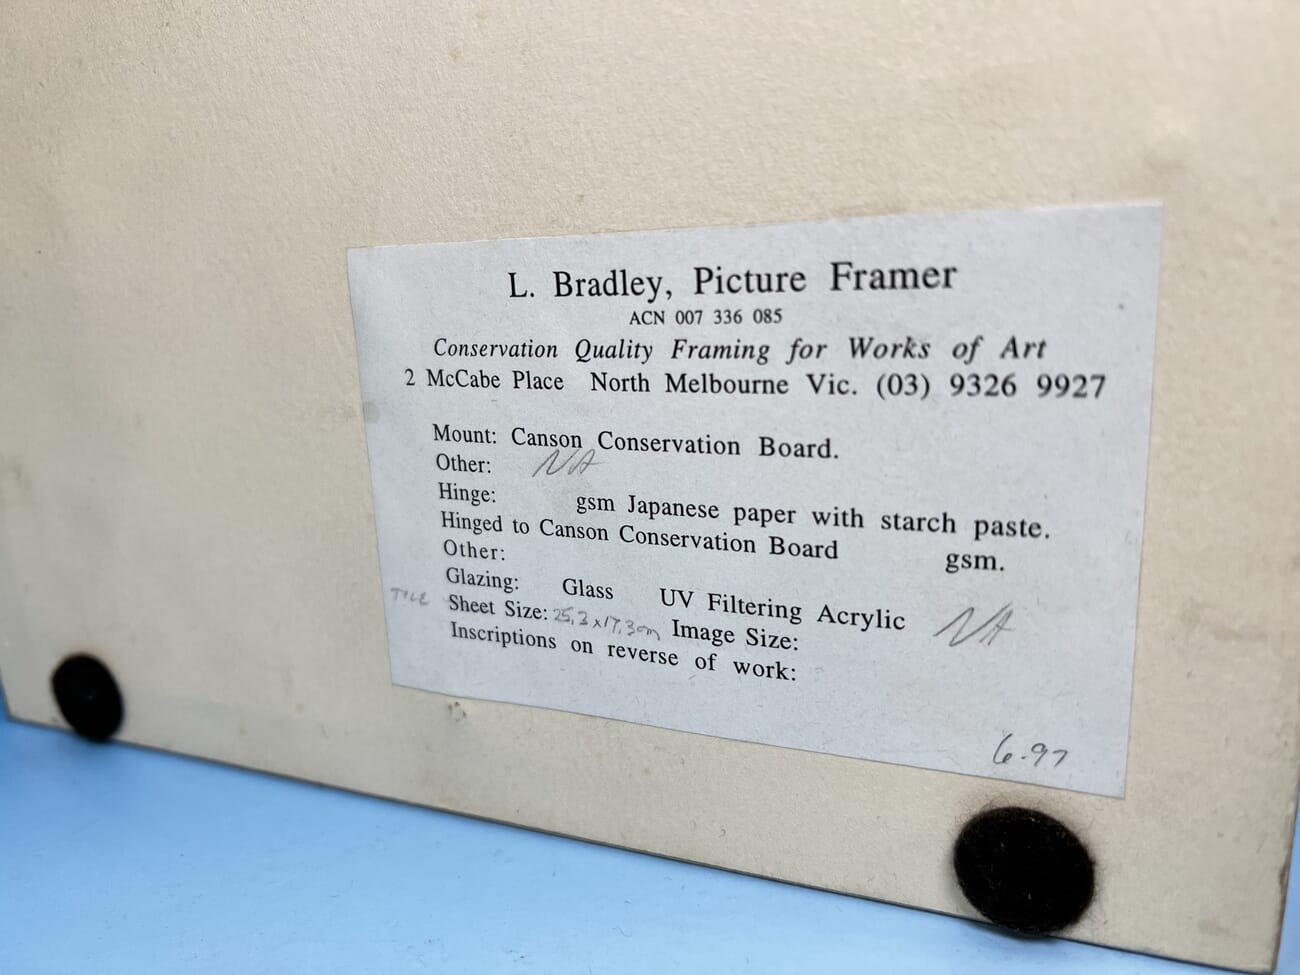 L. Bradley, Picture Framer
ACN 007 336 085
Conservation Quality Framing for Works of Art
2 McCabe Place North Melbourne Vic. (03) 9326 9927
Mount: Canson Conservation Board.
Other: NA
Hinge: gsm Japanese paper with starch paste.
Hinged to Canson Conservation Board gsm.
Other:
Glazing: Glass UV Filtering Acrylic NA
TILE Sheet Size: 25,3 x 17,3cm Image Size:
Inscriptions on reverse of work:
6.97